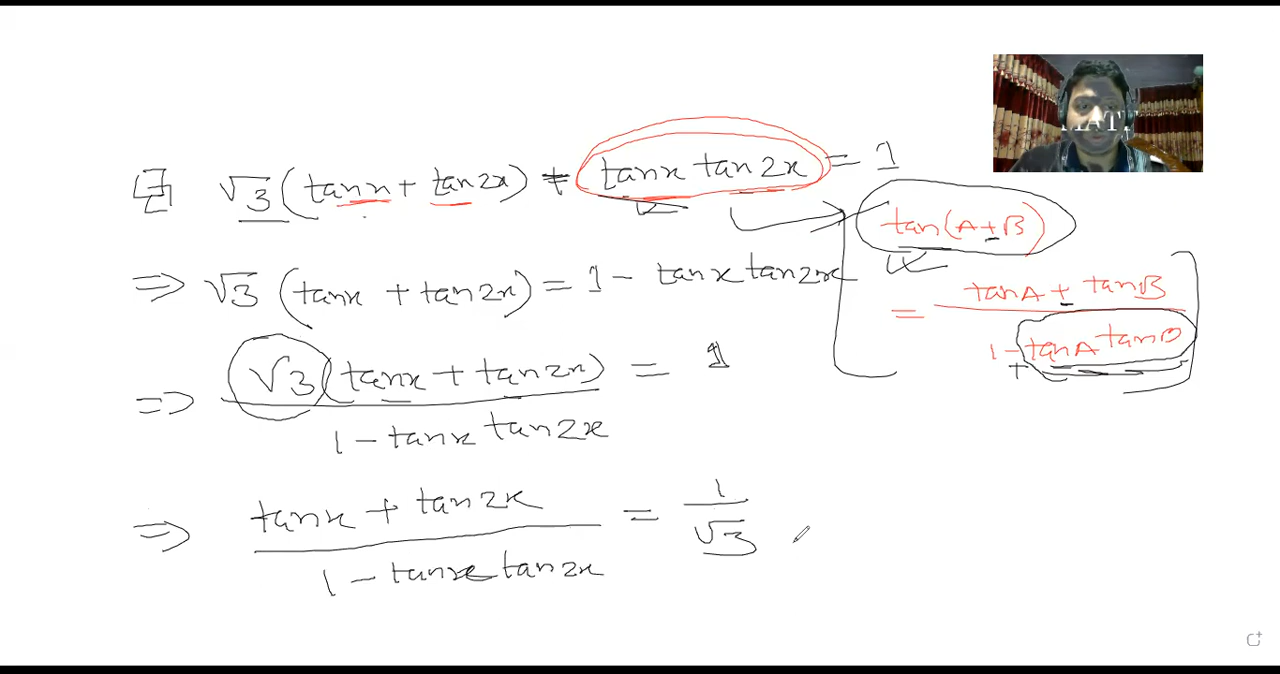 √3 (tanx + tan2x) + tanx tan2x = 1
tan(A+B)
⇒ √3 (tanx + tan2x) = 1 - tanx tan2x
= tanA + tanB
1 - tanA tanB
+
⇒ √3 (tanx + tan2x) = 1
1 - tanx tan2x
⇒ tanx + tan2x = 1
√3
1 - tanx tan2x